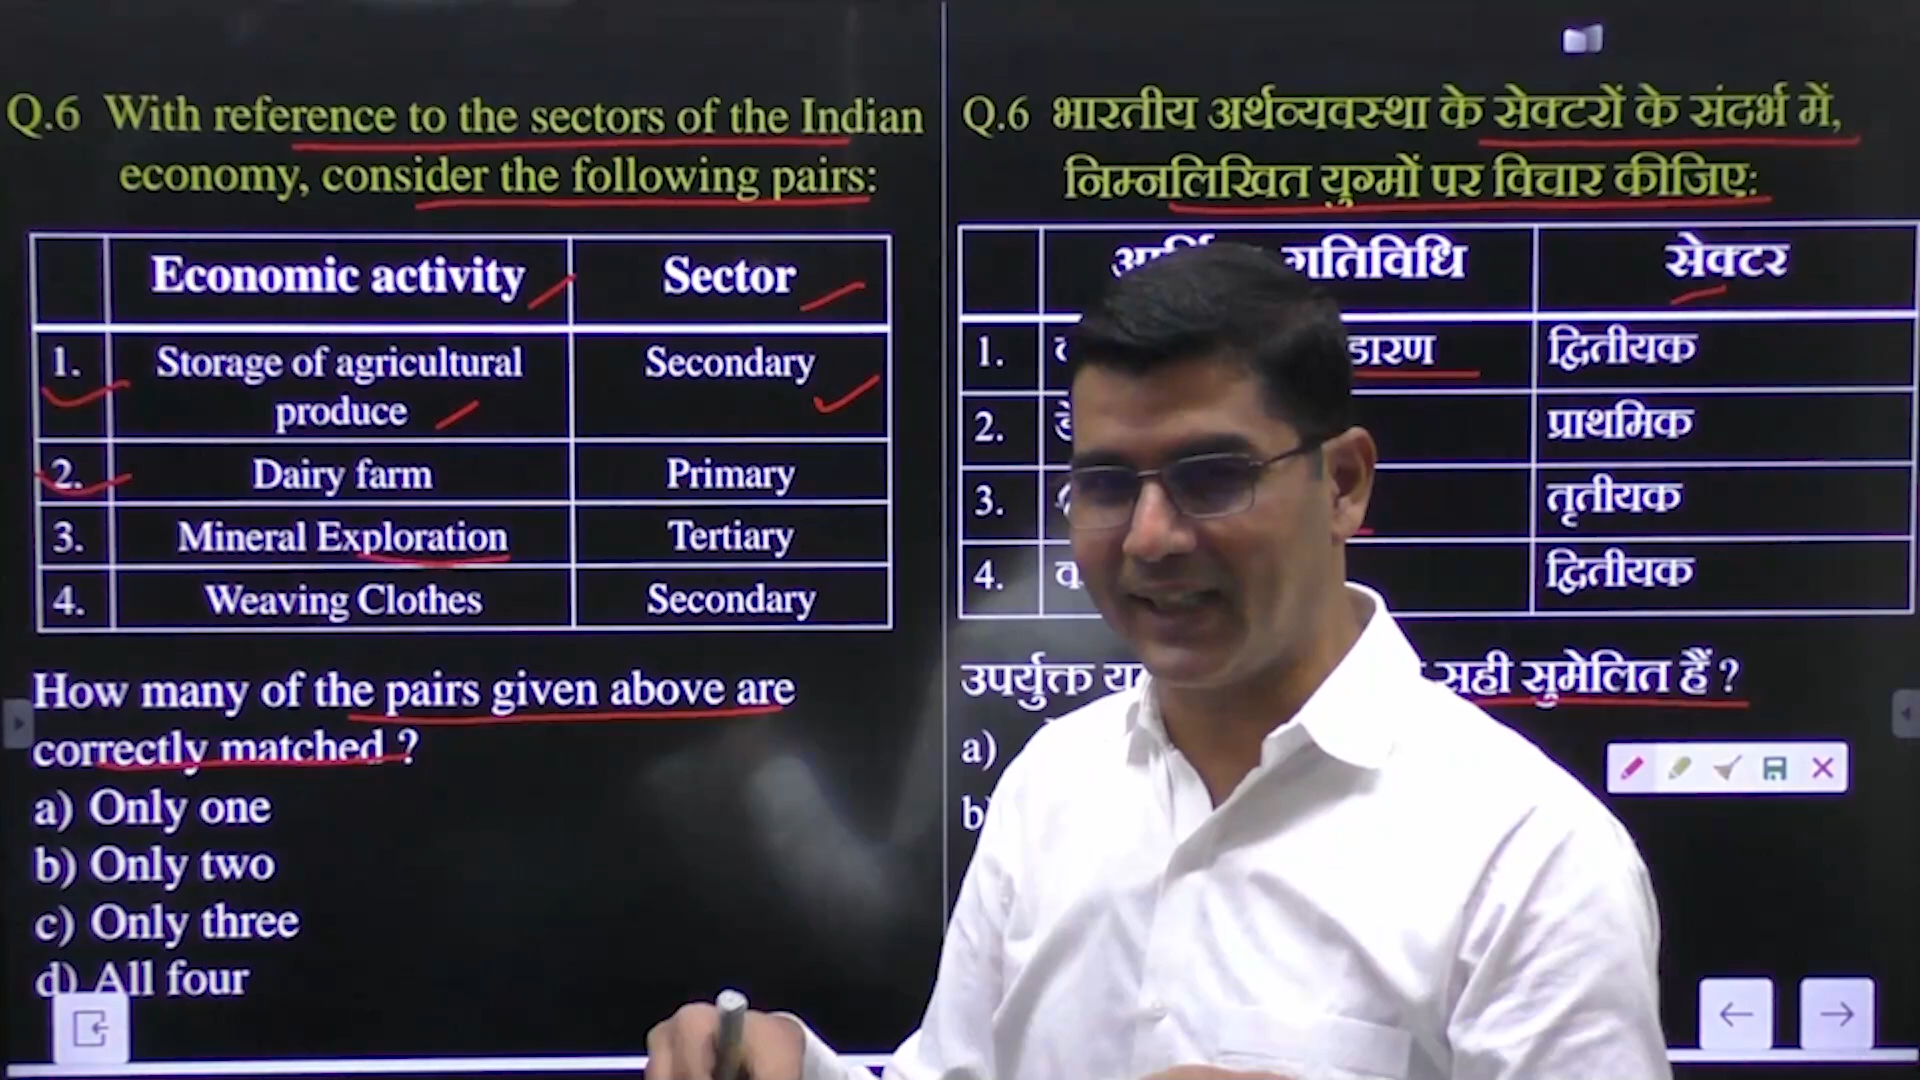 Q.6 With reference to the sectors of the Indian
economy, consider the following pairs:
Economic activity Sector
1. Storage of agricultural Secondary
produce
2. Dairy farm Primary
3. Mineral Exploration Tertiary
4. Weaving Clothes Secondary
How many of the pairs given above are
correctly matched ?
a) Only one
b) Only two
c) Only three
d) All four
Q.6 भारतीय अर्थव्यवस्था के सेक्टरों के संदर्भ में,
निम्नलिखित युग्मों पर विचार कीजिए:
गतिविधि सेक्टर
1. द्वितीयक
2. प्राथमिक
3. तृतीयक
4. द्वितीयक
उपर्युक्त सही सुमेलित हैं ?
a)
b)